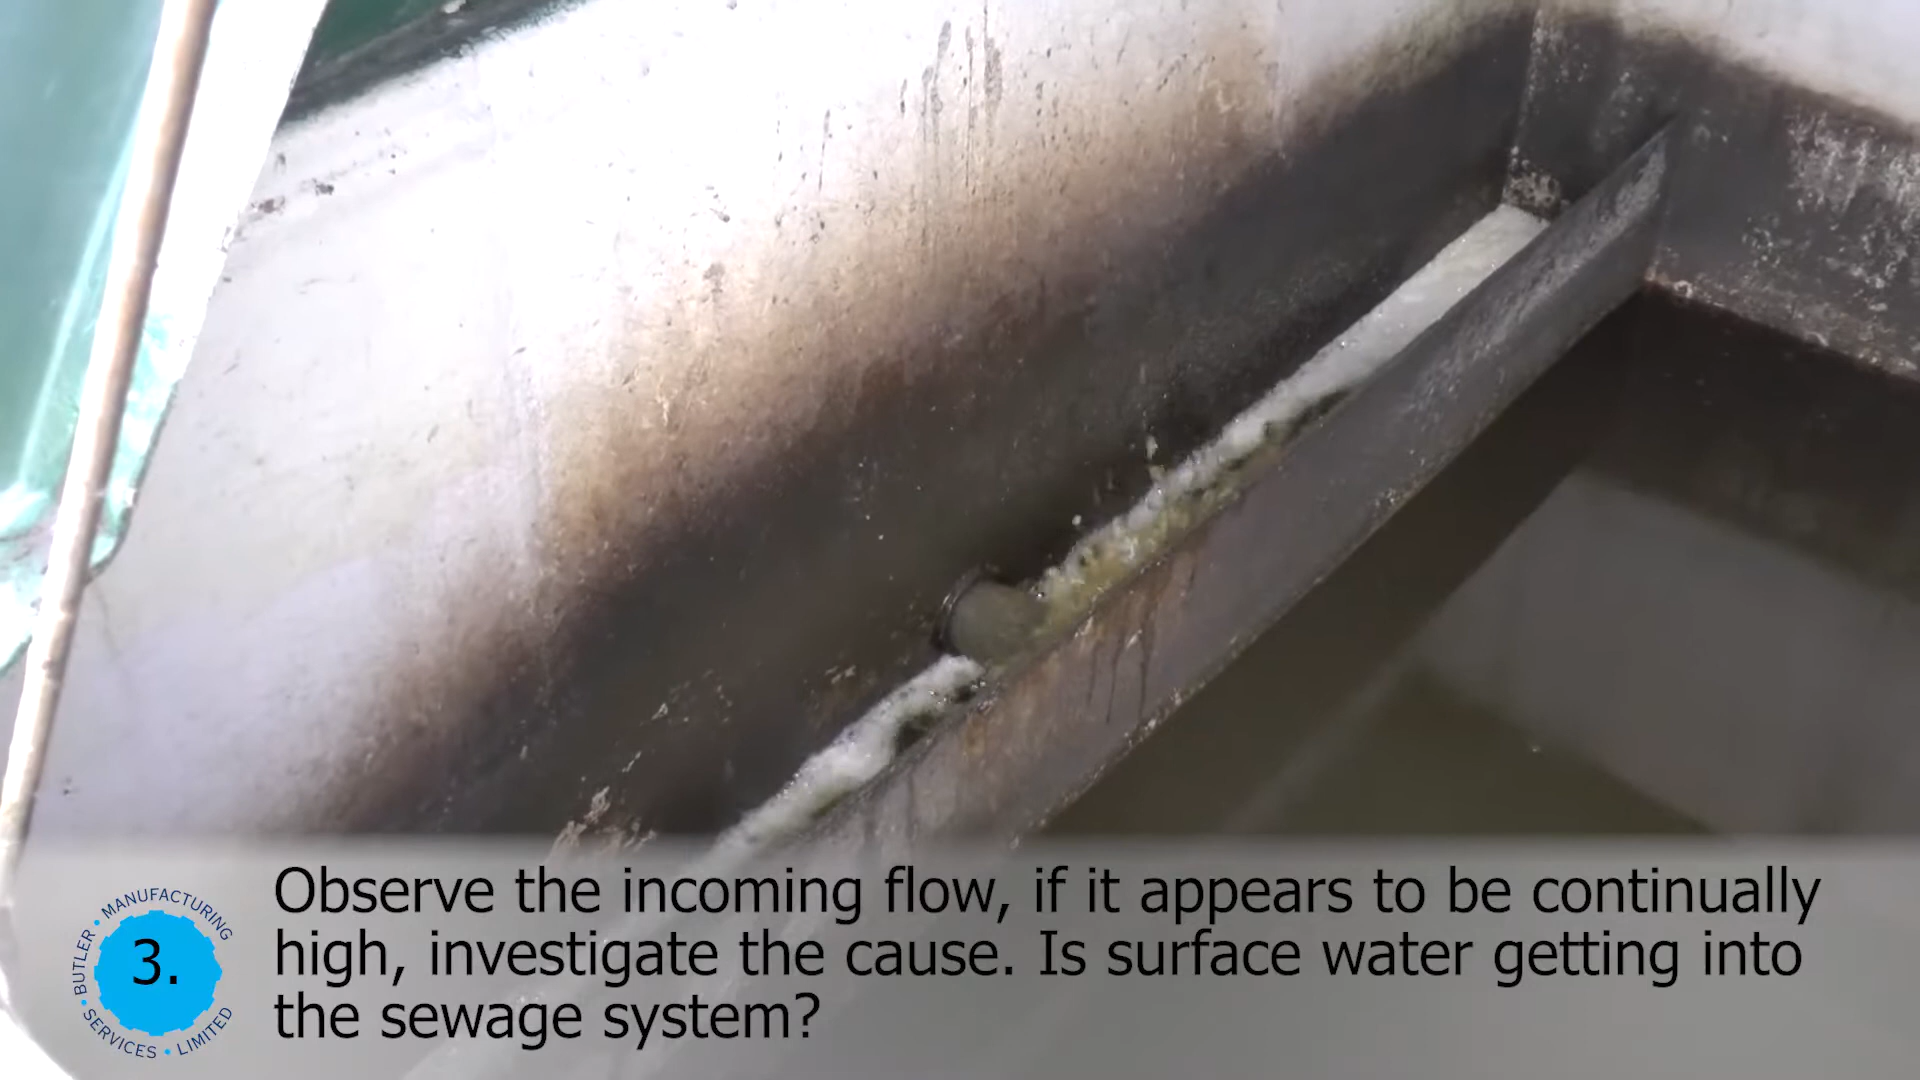 Observe the incoming flow, if it appears to be continually
high, investigate the cause. Is surface water getting into
the sewage system?
3.
BUTLER • MANUFACTURING
SERVICES • LIMITED